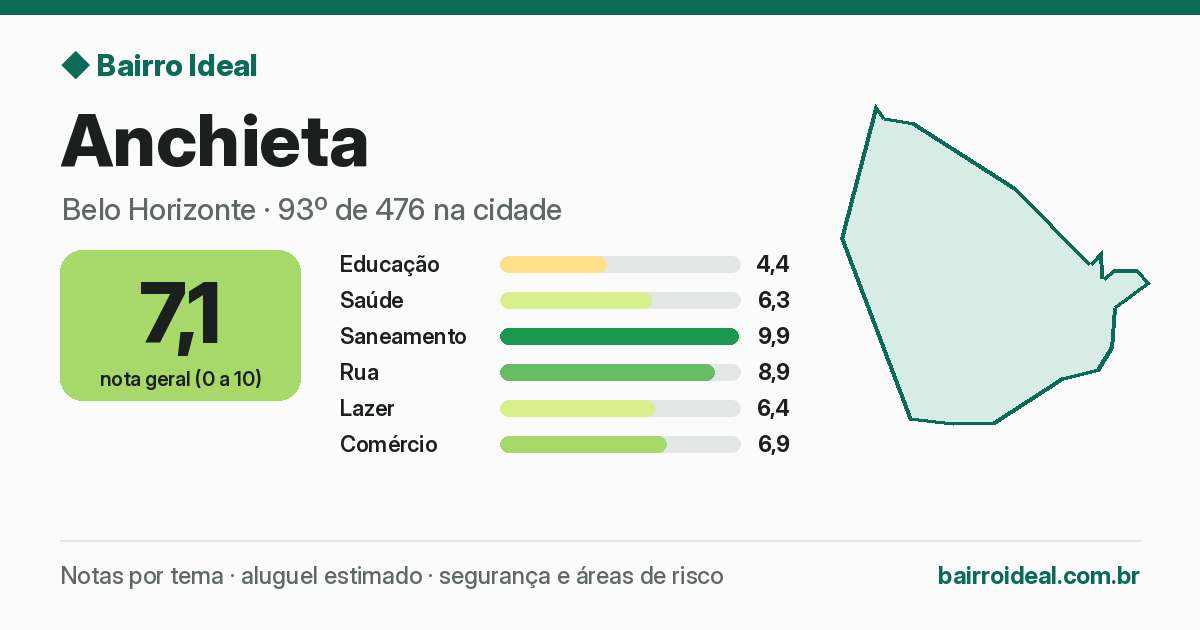 Bairro Ideal
Anchieta
Belo Horizonte · 93º de 476 na cidade
7,1
nota geral (0 a 10)
Educação 4,4
Saúde 6,3
Saneamento 9,9
Rua 8,9
Lazer 6,4
Comércio 6,9
Notas por tema · aluguel estimado · segurança e áreas de risco
bairroideal.com.br